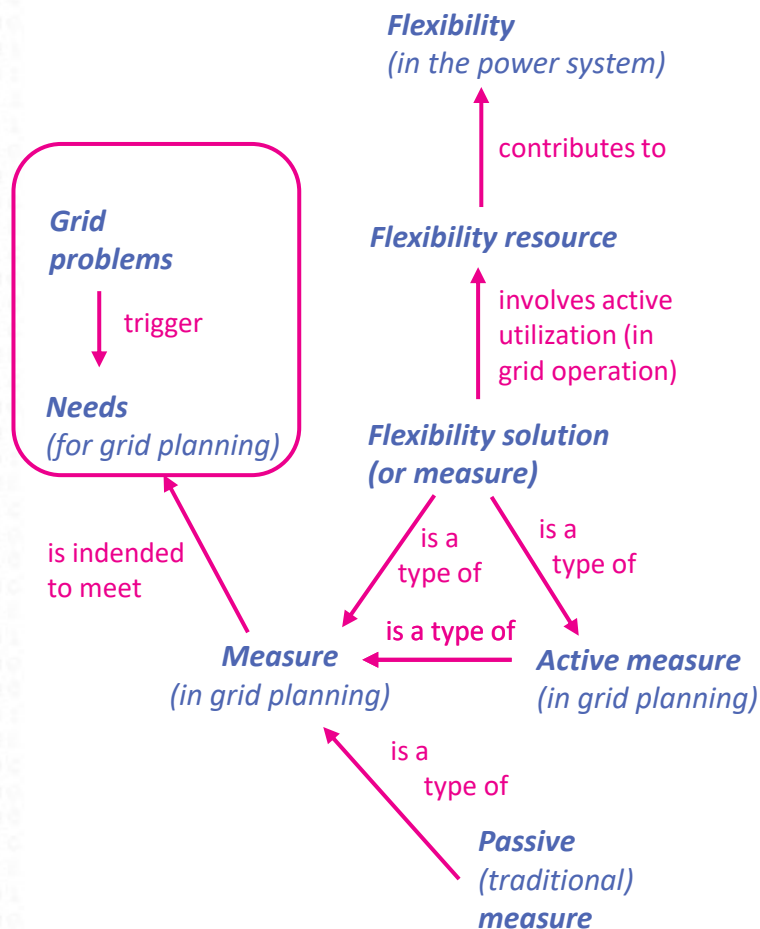 Flexibility
(in the power system)
contributes to
Flexibility resource
involves active
utilization (in
grid operation)
Grid
problems
trigger
Needs
(for grid planning)
Flexibility solution
(or measure)
is indended
to meet
is a
type of
is a
type of
is a type of
Measure
(in grid planning)
Active measure
(in grid planning)
is a
type of
Passive
(traditional)
measure